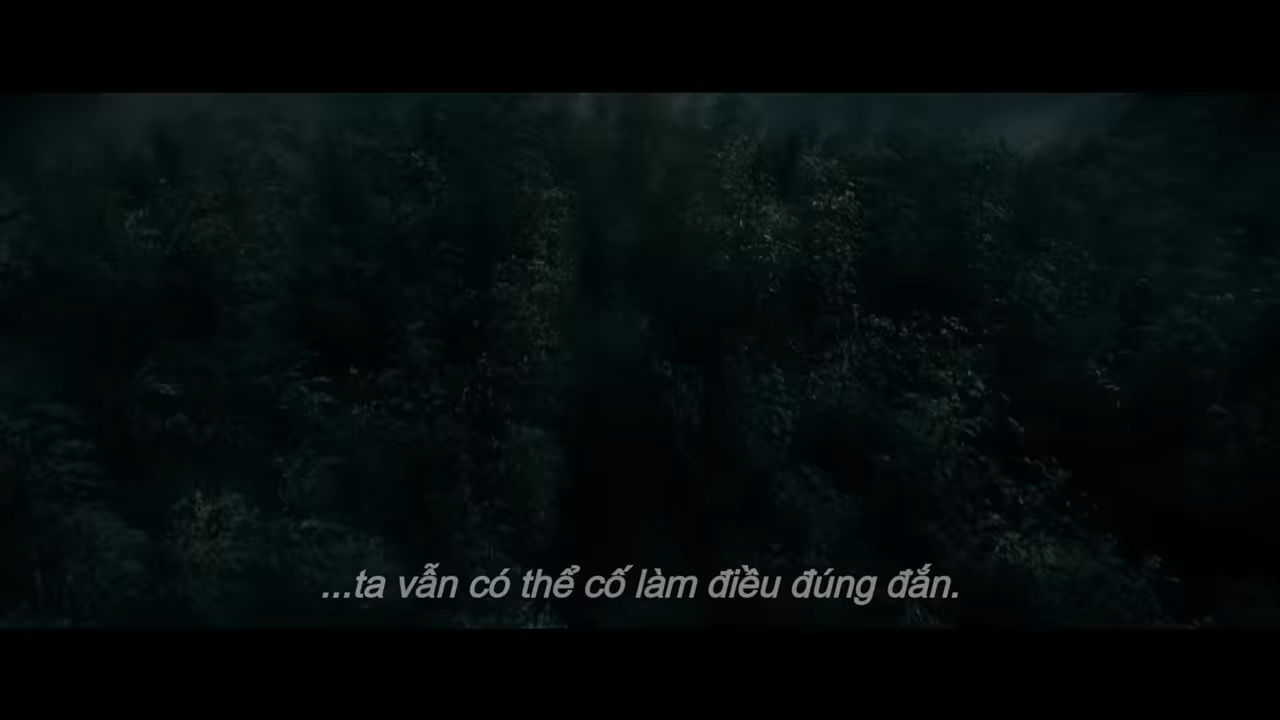 ...ta vẫn có thể cố làm điều đúng đắn.